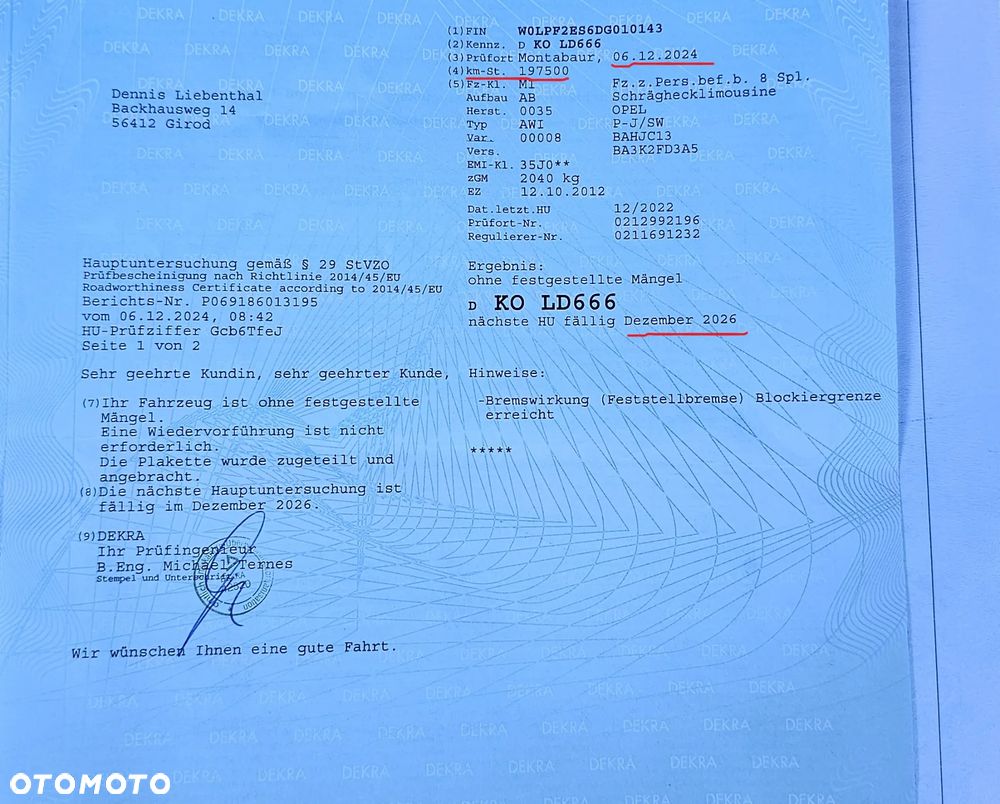 (1)FIN W0LPF2ES6DG010143
(2)Kennz. D KO LD666
(3)Prüfort Montabaur, 06.12.2024
(4)km-St. 197500
(5)Fz-Kl. M1 Fz.z.Pers.bef.b. 8 Spl.
Aufbau AB Schräghecklimousine
Herst. 0035 OPEL
Typ AWI P-J/SW
Var. 00008 BAHJC13
Vers. BA3K2FD3A5
EMI-Kl. 35J0**
zGM 2040 kg
EZ 12.10.2012
Dat.letzt.HU 12/2022
Prüfort-Nr. 0212992196
Regulierer-Nr. 0211691232
Dennis Liebenthal
Backhausweg 14
56412 Girod
Hauptuntersuchung gemäß § 29 StVZO
Prüfbescheinigung nach Richtlinie 2014/45/EU
Roadworthiness Certificate according to 2014/45/EU
Berichts-Nr. P069186013195
vom 06.12.2024, 08:42
HU-Prüfziffer Gcb6TfeJ
Seite 1 von 2
Ergebnis:
ohne festgestellte Mängel
D KO LD666
nächste HU fällig Dezember 2026
Sehr geehrte Kundin, sehr geehrter Kunde,
(7)Ihr Fahrzeug ist ohne festgestellte
Mängel.
Eine Wiedervorführung ist nicht
erforderlich.
Die Plakette wurde zugeteilt und
angebracht.
(8)Die nächste Hauptuntersuchung ist
fällig im Dezember 2026.
Hinweise:
-Bremswirkung (Feststellbremse) Blockiergrenze
erreicht
*****
(9)DEKRA
Ihr Prüfingenieur
B.Eng. Michael Ternes
Stempel und Unterschrift
Wir wünschen Ihnen eine gute Fahrt.
DEKRA
OTOMOTO